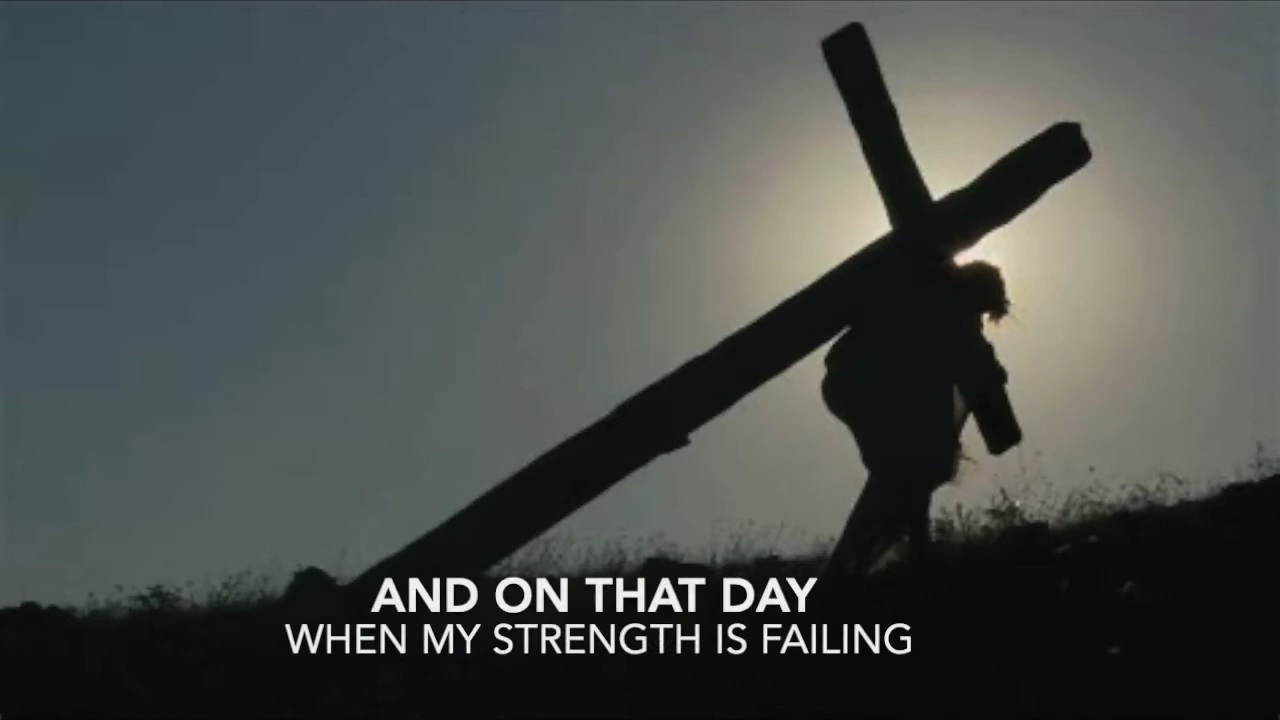 AND ON THAT DAY
WHEN MY STRENGTH IS FAILING